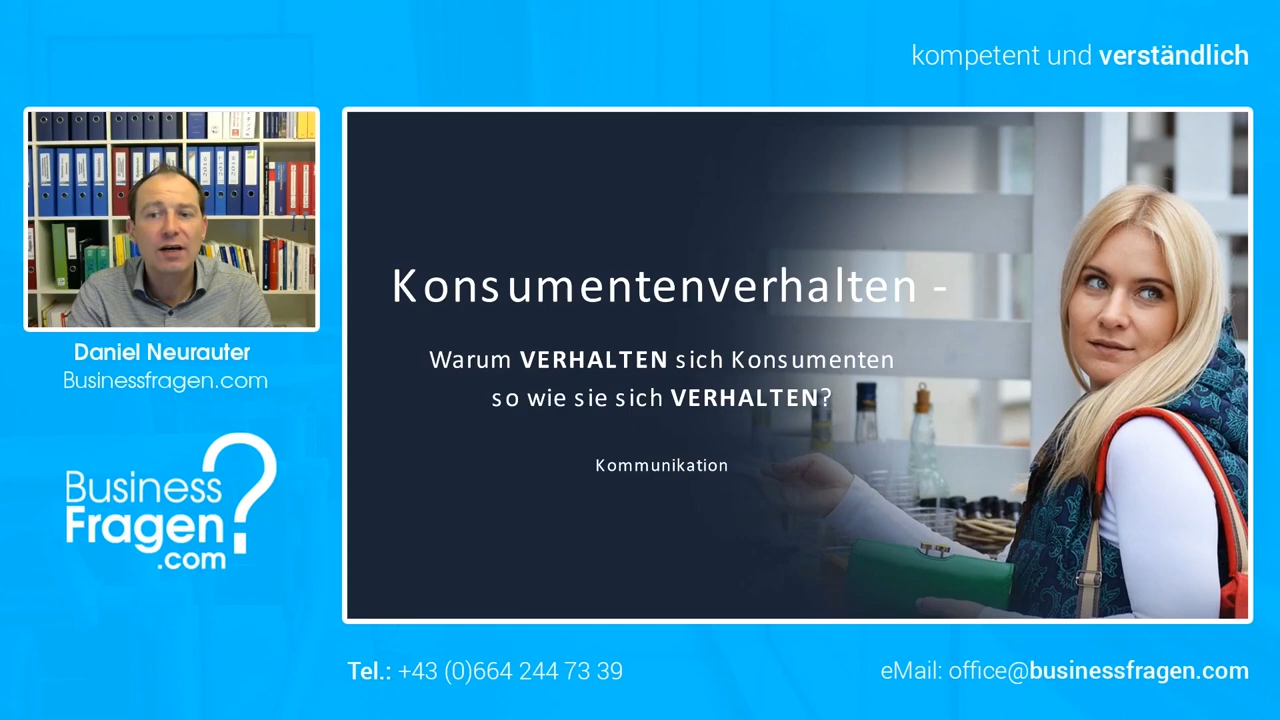 kompetent und verständlich
Daniel Neurauter
Businessfragen.com
Business
Fragen
.com
?
Konsumentenverhalten -
Warum VERHALTEN sich Konsumenten
so wie sie sich VERHALTEN?
Kommunikation
Tel.: +43 (0)664 244 73 39
eMail: office@businessfragen.com